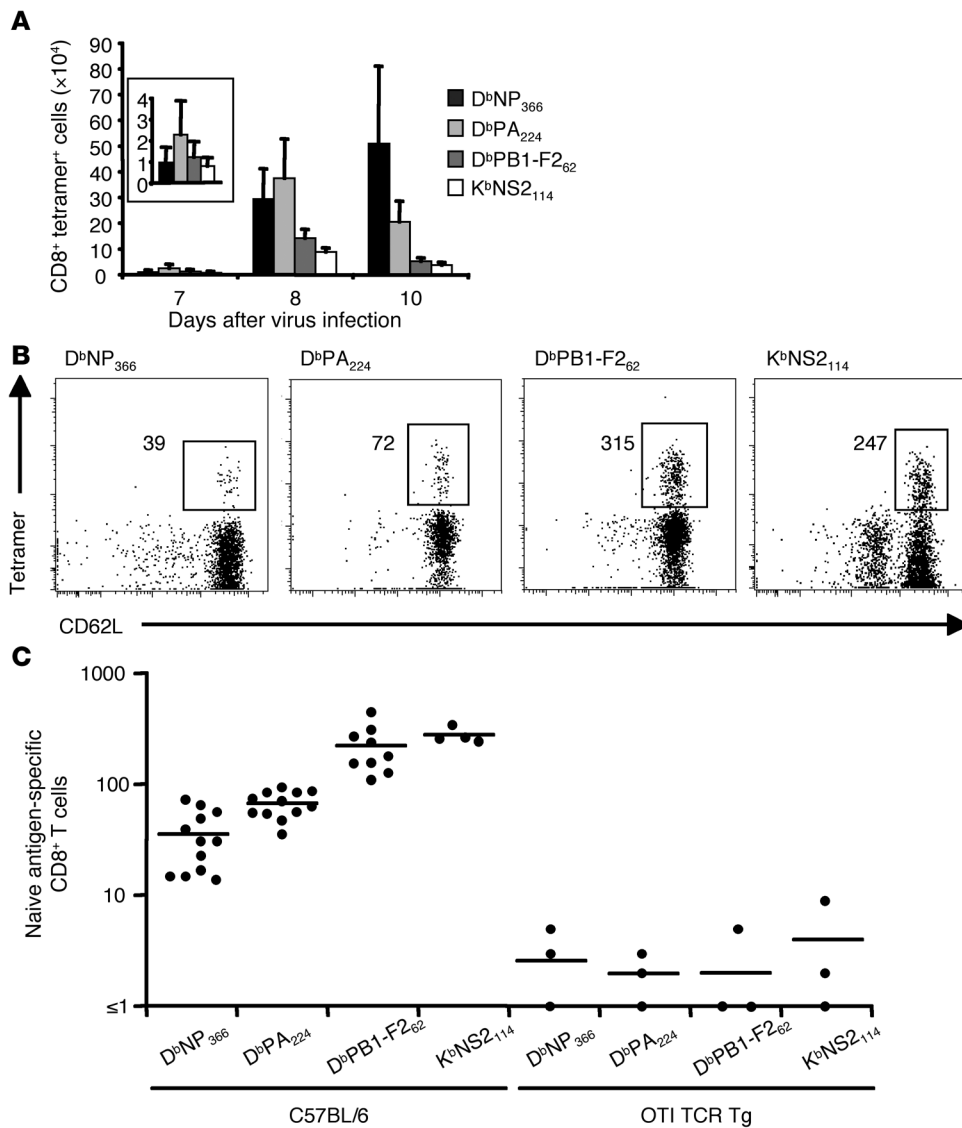 A
CD8⁺ tetramer⁺ cells (×10⁴)
90
80
70
60
50
40
30
20
10
0
4
3
2
1
0
DᵇNP₃₆₆
DᵇPA₂₂₄
DᵇPB1-F2₆₂
KᵇNS2₁₁₄
7 8 10
Days after virus infection
B
DᵇNP₃₆₆ DᵇPA₂₂₄ DᵇPB1-F2₆₂ KᵇNS2₁₁₄
39 72 315 247
Tetramer
CD62L
C
Naive antigen-specific
CD8⁺ T cells
1000
100
10
≤1
DᵇNP₃₆₆ DᵇPA₂₂₄ DᵇPB1-F2₆₂ KᵇNS2₁₁₄ DᵇNP₃₆₆ DᵇPA₂₂₄ DᵇPB1-F2₆₂ KᵇNS2₁₁₄
C57BL/6 OTI TCR Tg